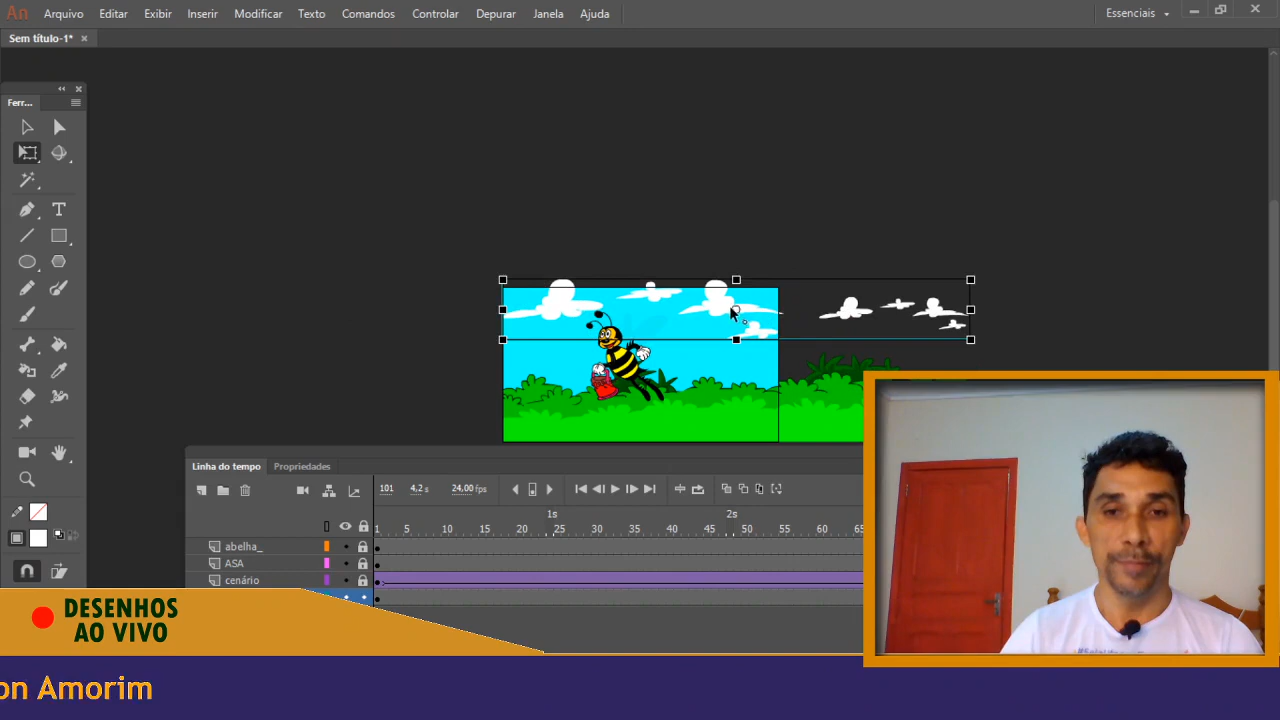 An Arquivo Editar Exibir Inserir Modificar Texto Comandos Controlar Depurar Janela Ajuda Essenciais
Sem título-1*
Ferr...
T
Linha do tempo Propriedades
101 4,2 s 24,00 fps
1s 2s
1 5 10 15 20 25 30 35 40 45 50 55 60 65
abelha_
ASA
cenário
DESENHOS
AO VIVO
on Amorim